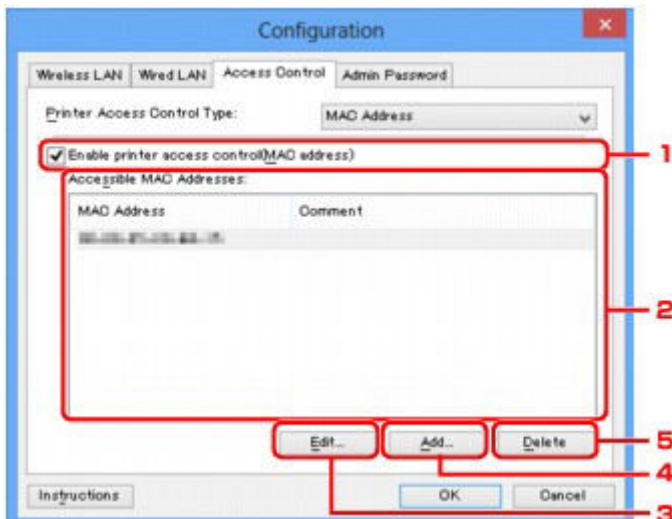 Configuration
Wireless LAN Wired LAN Access Control Admin Password
Printer Access Control Type: MAC Address
Enable printer access control(MAC address) 1
Accessible MAC Addresses:
MAC Address Comment
2
Edit... Add... Delete 5
4
Instructions OK Cancel
3